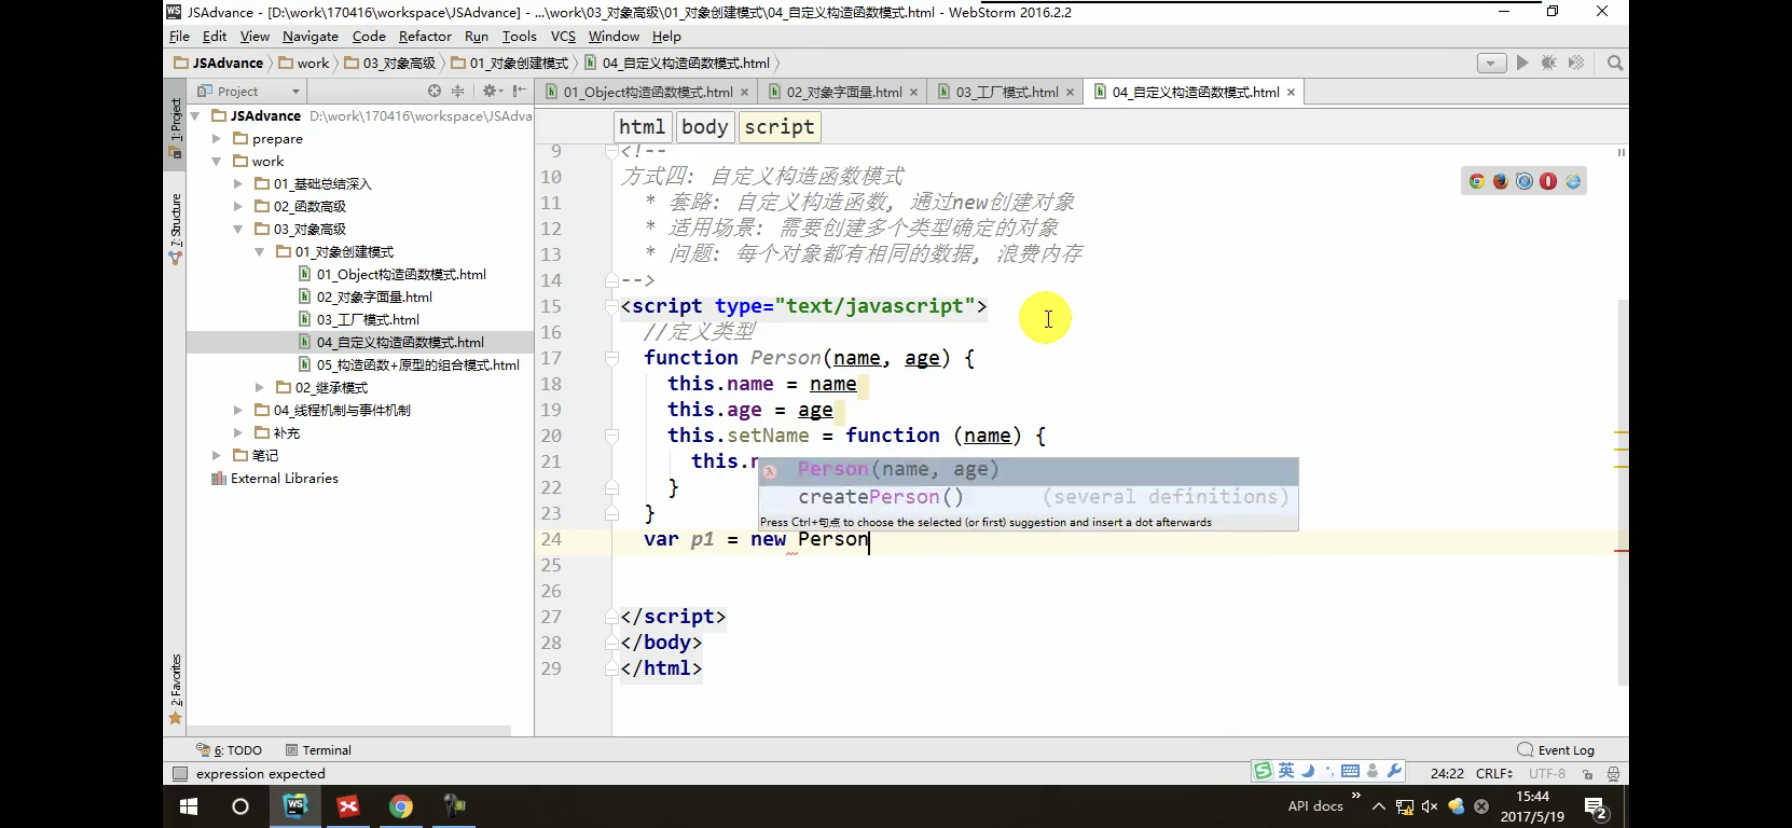 JSAdvance - [D:\work\170416\workspace\JSAdvance] - ...\work\03_对象高级\01_对象创建模式\04_自定义构造函数模式.html - WebStorm 2016.2.2
File Edit View Navigate Code Refactor Run Tools VCS Window Help
JSAdvance work 03_对象高级 01_对象创建模式 04_自定义构造函数模式.html
Project
01_Object构造函数模式.html 02_对象字面量.html 03_工厂模式.html 04_自定义构造函数模式.html
1: Project
7: Structure
2: Favorites
JSAdvance D:\work\170416\workspace\JSAdva
prepare
work
01_基础总结深入
02_函数高级
03_对象高级
01_对象创建模式
01_Object构造函数模式.html
02_对象字面量.html
03_工厂模式.html
04_自定义构造函数模式.html
05_构造函数+原型的组合模式.html
02_继承模式
04_线程机制与事件机制
补充
笔记
External Libraries
html body script
9 <!--
10 方式四: 自定义构造函数模式
11 * 套路: 自定义构造函数, 通过new创建对象
12 * 适用场景: 需要创建多个类型确定的对象
13 * 问题: 每个对象都有相同的数据, 浪费内存
14 -->
15 <script type="text/javascript">
16 //定义类型
17 function Person(name, age) {
18 this.name = name
19 this.age = age
20 this.setName = function (name) {
21 this.n
Person(name, age)
22 }
createPerson() (several definitions)
23 }
Press Ctrl+句点 to choose the selected (or first) suggestion and insert a dot afterwards
24 var p1 = new Person
25
26
27 </script>
28 </body>
29 </html>
6: TODO Terminal Event Log
expression expected 英 24:22 CRLF UTF-8
API docs
15:44
2017/5/19
2